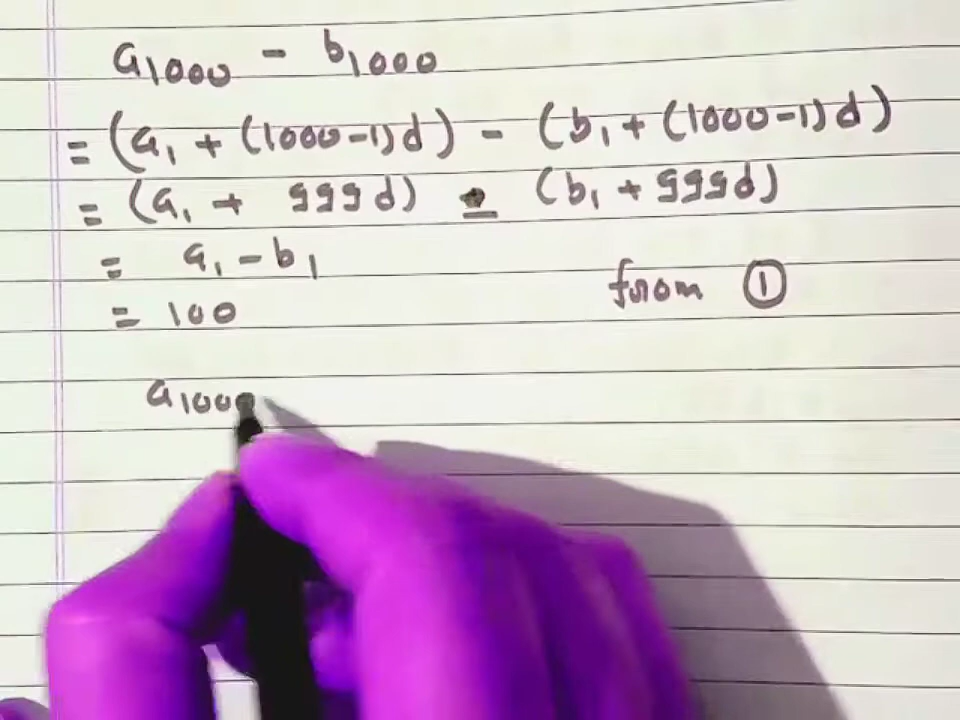 a₁₀₀₀ - b₁₀₀₀
= (a₁ + (1000-1)d) - (b₁ + (1000-1)d)
= (a₁ + 999d) - (b₁ + 999d)
= a₁ - b₁
= 100 from ①
a₁₀₀₀